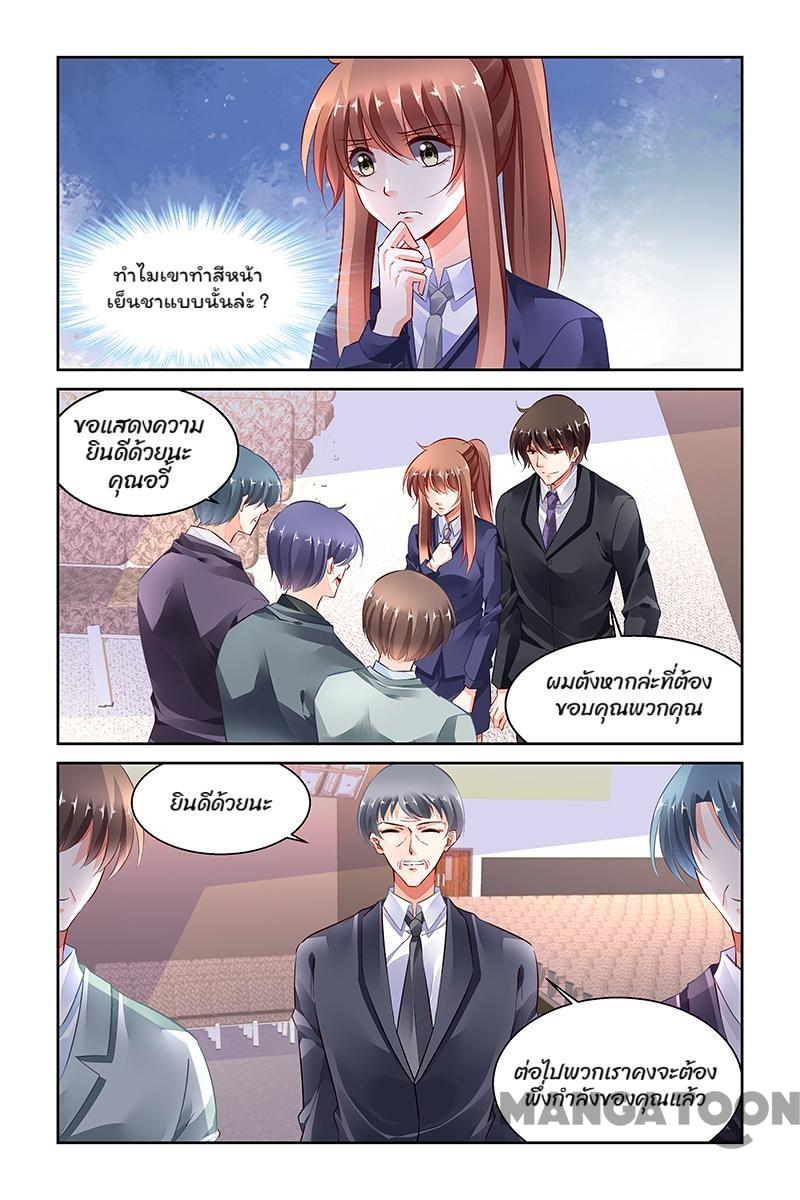 ทำไมเขาทำสีหน้า
เย็นชาแบบนั้นล่ะ ?
ขอแสดงความ
ยินดีด้วยนะ
คุณอวี้
ผมต่างหากล่ะที่ต้อง
ขอบคุณพวกคุณ
ยินดีด้วยนะ
ต่อไปพวกเราคงจะต้อง
พึ่งกำลังของคุณแล้ว
MANGATOON